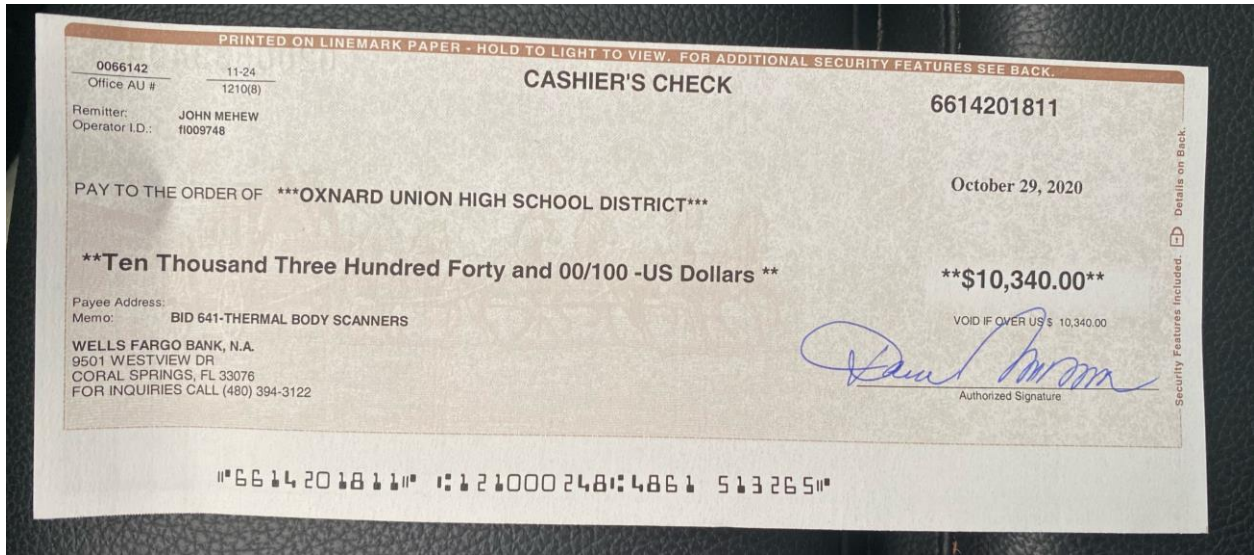 PRINTED ON LINEMARK PAPER - HOLD TO LIGHT TO VIEW. FOR ADDITIONAL SECURITY FEATURES SEE BACK.
0066142
Office AU #
11-24
1210(8)
CASHIER'S CHECK
6614201811
Remitter: JOHN MEHEW
Operator I.D.: fl009748
PAY TO THE ORDER OF ***OXNARD UNION HIGH SCHOOL DISTRICT***
October 29, 2020
**Ten Thousand Three Hundred Forty and 00/100 -US Dollars **
**$10,340.00**
Payee Address:
Memo: BID 641-THERMAL BODY SCANNERS
VOID IF OVER US $ 10,340.00
WELLS FARGO BANK, N.A.
9501 WESTVIEW DR
CORAL SPRINGS, FL 33076
FOR INQUIRIES CALL (480) 394-3122
Authorized Signature
Security Features Included. Details on Back.
⑈6614201811⑈ ⑆121000248⑆4861 513265⑈